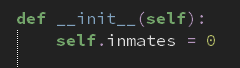 def __init__(self):
    self.inmates = 0